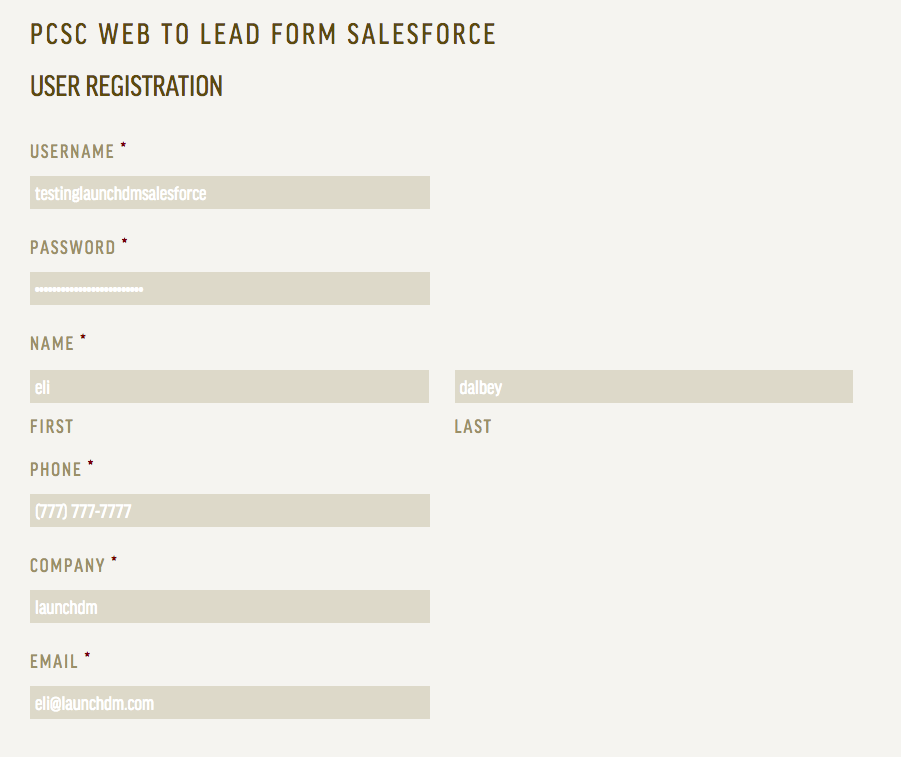 PCSC WEB TO LEAD FORM SALESFORCE
USER REGISTRATION
USERNAME *
testinglaunchdmsalesforce
PASSWORD *
•••••••••••••••••••••••••
NAME *
eli dalbey
FIRST LAST
PHONE *
(777) 777-7777
COMPANY *
launchdm
EMAIL *
eli@launchdm.com